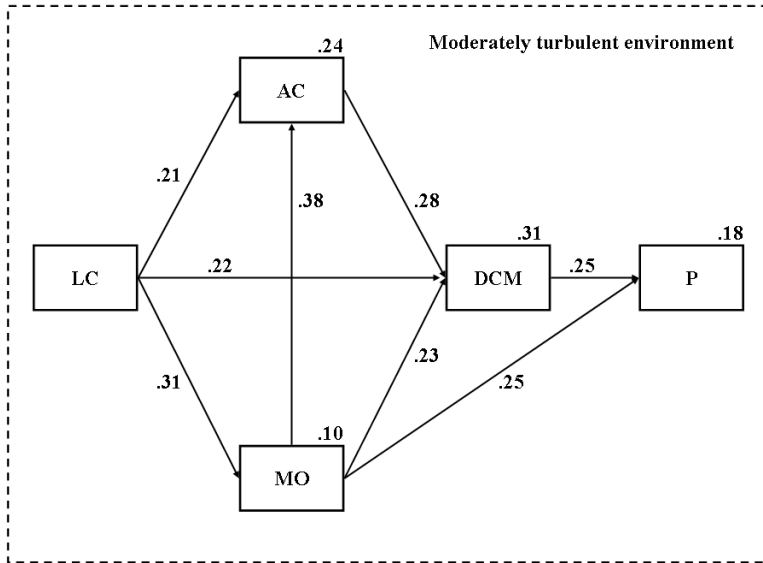 .24
Moderately turbulent environment
AC
.21
.38
.28
.31
.18
.22
.25
LC
DCM
P
.31
.23
.25
.10
MO